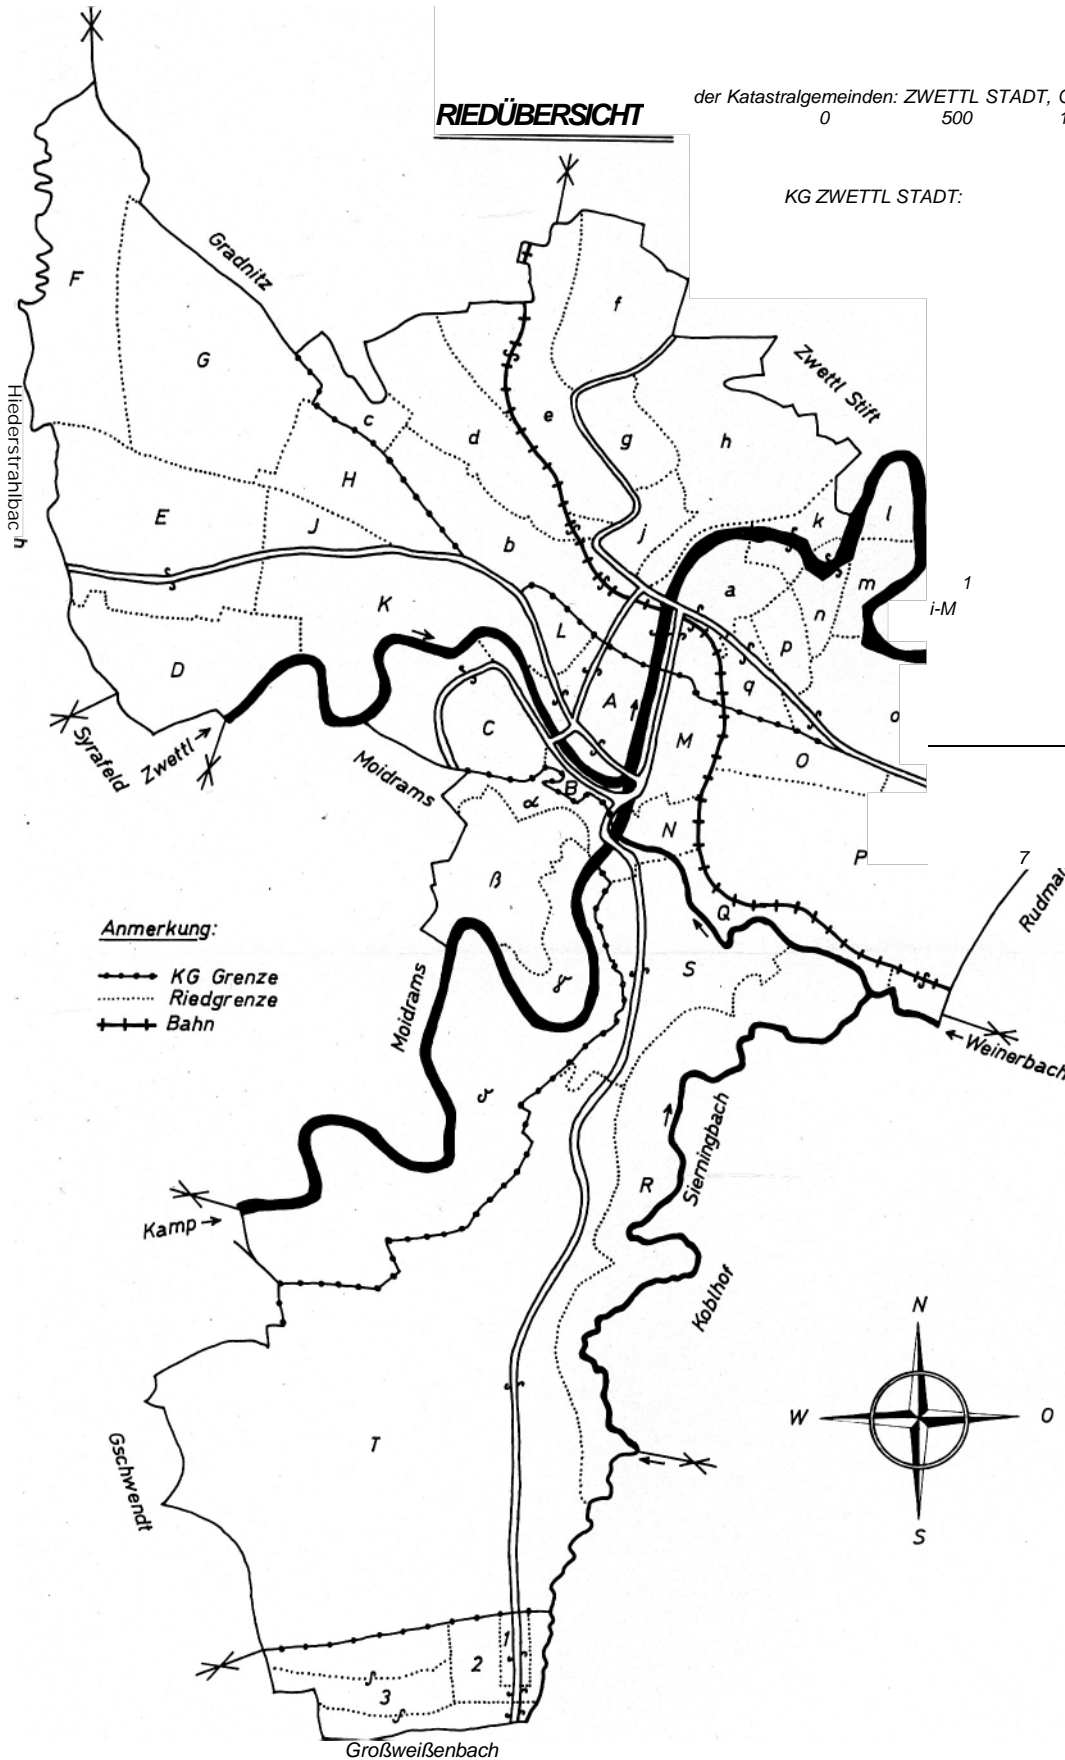 RIEDÜBERSICHT
der Katastralgemeinden: ZWETTL STADT,
0 500
KG ZWETTL STADT:
Gradnitz
F
f
G
Zwettl Stift
Hiederstrahlbach
c
e
d
g
h
H
E
J
b
j
k
l
K
a
m
n
1
i-M
L
p
D
A
q
C
M
o
O
Syrafeld
Zwettl
Moidrams
B
α
N
P
7
ß
Rudmar
Anmerkung:
Q
KG Grenze
Riedgrenze
Bahn
S
γ
Moidrams
Weinerbach
Sierningbach
R
Kamp
Koblhof
N
W
O
S
T
Gschwendt
1
2
3
Großweißenbach